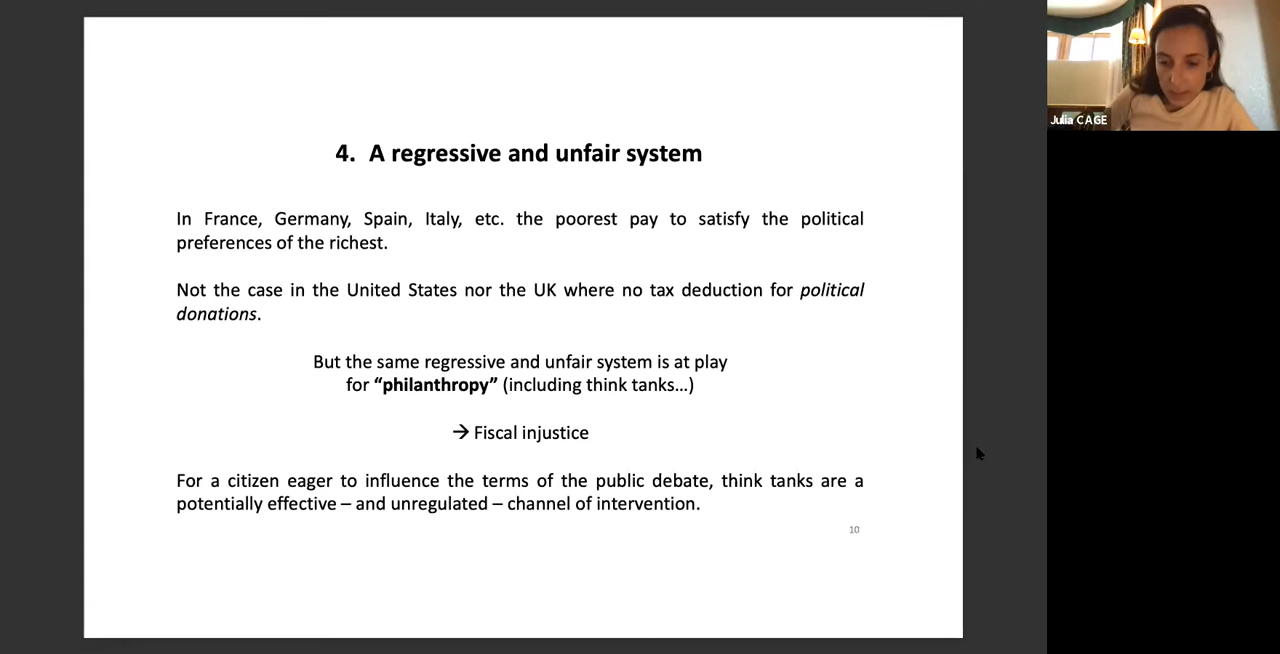 4. A regressive and unfair system
In France, Germany, Spain, Italy, etc. the poorest pay to satisfy the political
preferences of the richest.
Not the case in the United States nor the UK where no tax deduction for political
donations.
But the same regressive and unfair system is at play
for “philanthropy” (including think tanks…)
→ Fiscal injustice
For a citizen eager to influence the terms of the public debate, think tanks are a
potentially effective – and unregulated – channel of intervention.
10
Julia CAGE